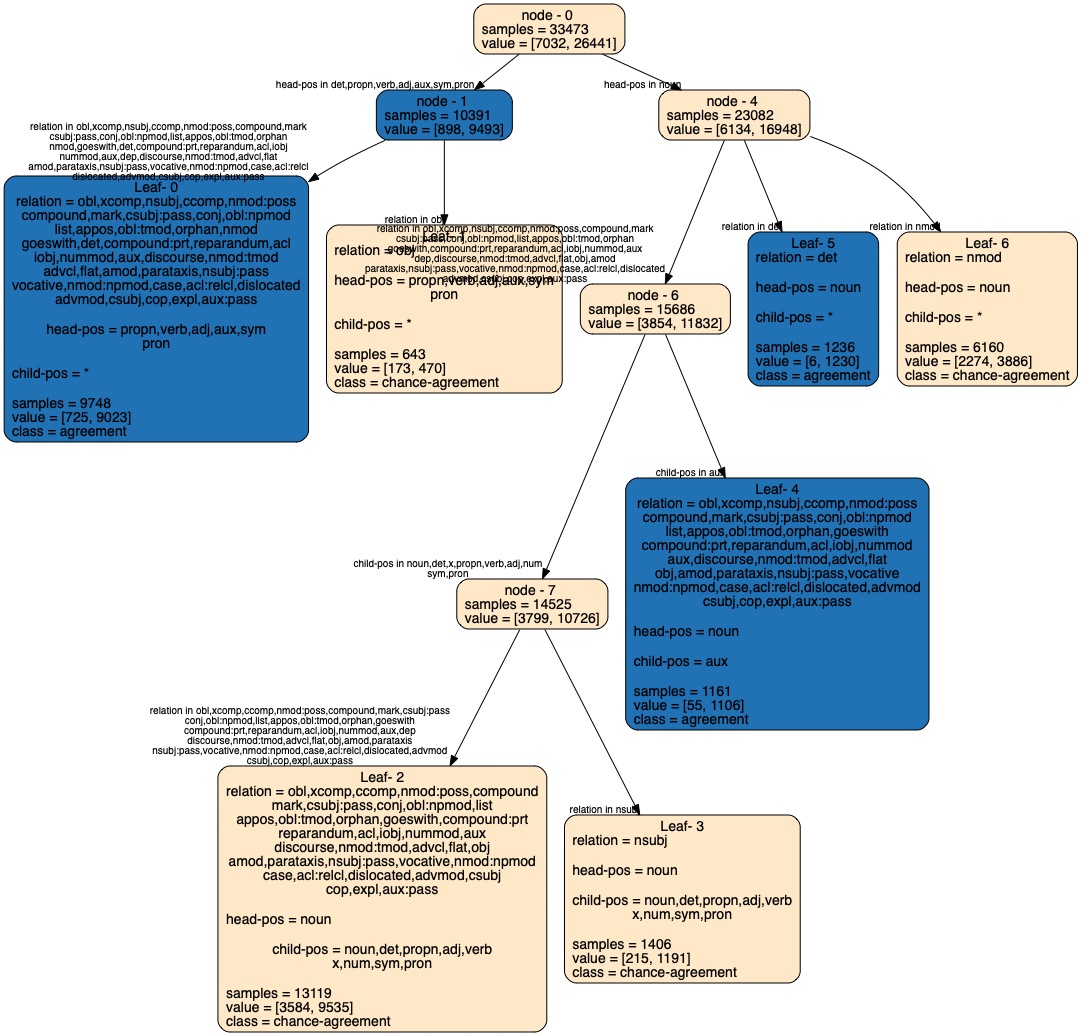 node - 0
samples = 33473
value = [7032, 26441]
head-pos in det,propn,verb,adj,aux,sym,pron
head-pos in noun
node - 1
samples = 10391
value = [898, 9493]
node - 4
samples = 23082
value = [6134, 16948]
relation in obl,xcomp,nsubj,ccomp,nmod:poss,compound,mark
csubj:pass,conj,obl:npmod,list,appos,obl:tmod,orphan
nmod,goeswith,det,compound:prt,reparandum,acl,iobj
nummod,aux,dep,discourse,nmod:tmod,advcl,flat
amod,parataxis,nsubj:pass,vocative,nmod:npmod,case,acl:relcl
dislocated,advmod,csubj,cop,expl,aux:pass
Leaf- 0
relation = obl,xcomp,nsubj,ccomp,nmod:poss
compound,mark,csubj:pass,conj,obl:npmod
list,appos,obl:tmod,orphan,nmod
goeswith,det,compound:prt,reparandum,acl
iobj,nummod,aux,discourse,nmod:tmod
advcl,flat,amod,parataxis,nsubj:pass
vocative,nmod:npmod,case,acl:relcl,dislocated
advmod,csubj,cop,expl,aux:pass
head-pos = propn,verb,adj,aux,sym
pron
child-pos = *
samples = 9748
value = [725, 9023]
class = agreement
relation in obj
Leaf- 1
relation = obj
head-pos = propn,verb,adj,aux,sym
pron
child-pos = *
samples = 643
value = [173, 470]
class = chance-agreement
relation in obl,xcomp,nsubj,ccomp,nmod:poss,compound,mark
csubj:pass,conj,obl:npmod,list,appos,obl:tmod,orphan
goeswith,compound:prt,reparandum,acl,iobj,nummod,aux
dep,discourse,nmod:tmod,advcl,flat,obj,amod
parataxis,nsubj:pass,vocative,nmod:npmod,case,acl:relcl,dislocated
advmod,csubj,cop,expl,aux:pass
node - 6
samples = 15686
value = [3854, 11832]
relation in det
Leaf- 5
relation = det
head-pos = noun
child-pos = *
samples = 1236
value = [6, 1230]
class = agreement
relation in nmod
Leaf- 6
relation = nmod
head-pos = noun
child-pos = *
samples = 6160
value = [2274, 3886]
class = chance-agreement
child-pos in noun,det,x,propn,verb,adj,num
sym,pron
node - 7
samples = 14525
value = [3799, 10726]
child-pos in aux
Leaf- 4
relation = obl,xcomp,nsubj,ccomp,nmod:poss
compound,mark,csubj:pass,conj,obl:npmod
list,appos,obl:tmod,orphan,goeswith
compound:prt,reparandum,acl,iobj,nummod
aux,discourse,nmod:tmod,advcl,flat
obj,amod,parataxis,nsubj:pass,vocative
nmod:npmod,case,acl:relcl,dislocated,advmod
csubj,cop,expl,aux:pass
head-pos = noun
child-pos = aux
samples = 1161
value = [55, 1106]
class = agreement
relation in obl,xcomp,ccomp,nmod:poss,compound,mark,csubj:pass
conj,obl:npmod,list,appos,obl:tmod,orphan,goeswith
compound:prt,reparandum,acl,iobj,nummod,aux,dep
discourse,nmod:tmod,advcl,flat,obj,amod,parataxis
nsubj:pass,vocative,nmod:npmod,case,acl:relcl,dislocated,advmod
csubj,cop,expl,aux:pass
Leaf- 2
relation = obl,xcomp,ccomp,nmod:poss,compound
mark,csubj:pass,conj,obl:npmod,list
appos,obl:tmod,orphan,goeswith,compound:prt
reparandum,acl,iobj,nummod,aux
discourse,nmod:tmod,advcl,flat,obj
amod,parataxis,nsubj:pass,vocative,nmod:npmod
case,acl:relcl,dislocated,advmod,csubj
cop,expl,aux:pass
head-pos = noun
child-pos = noun,det,propn,adj,verb
x,num,sym,pron
samples = 13119
value = [3584, 9535]
class = chance-agreement
relation in nsubj
Leaf- 3
relation = nsubj
head-pos = noun
child-pos = noun,det,propn,adj,verb
x,num,sym,pron
samples = 1406
value = [215, 1191]
class = chance-agreement